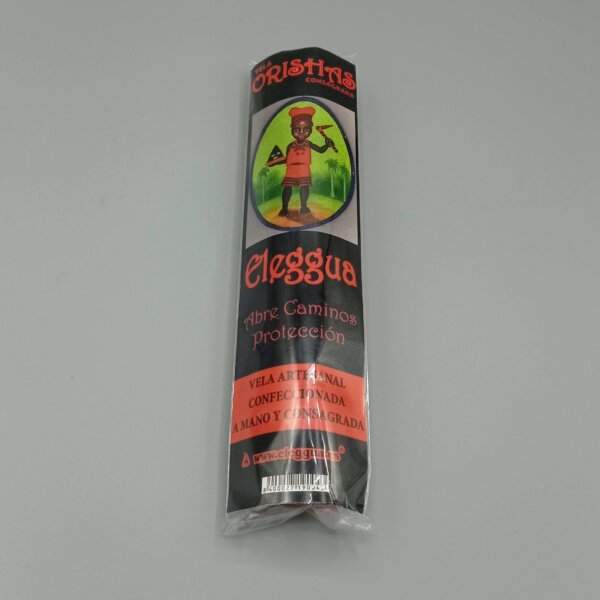 VELA
ORISHAS
CONSAGRADA
Eleggua
Abre Caminos
Protección
VELA ARTESANAL
CONFECCIONADA
A MANO Y CONSAGRADA
www.eleggua.es